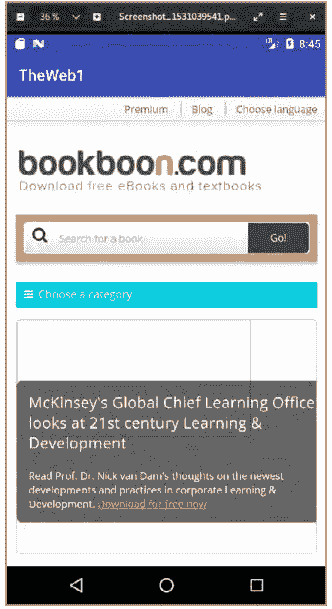 36 % Screenshot_1531039541.p...
8:45
TheWeb1
Premium Blog Choose language
bookboon.com
Download free eBooks and textbooks
Search for a book Go!
Choose a category
McKinsey's Global Chief Learning Office
looks at 21st century Learning &
Development
Read Prof. Dr. Nick van Dam's thoughts on the newest
developments and practices in corporate Learning &
Development. Download for free now